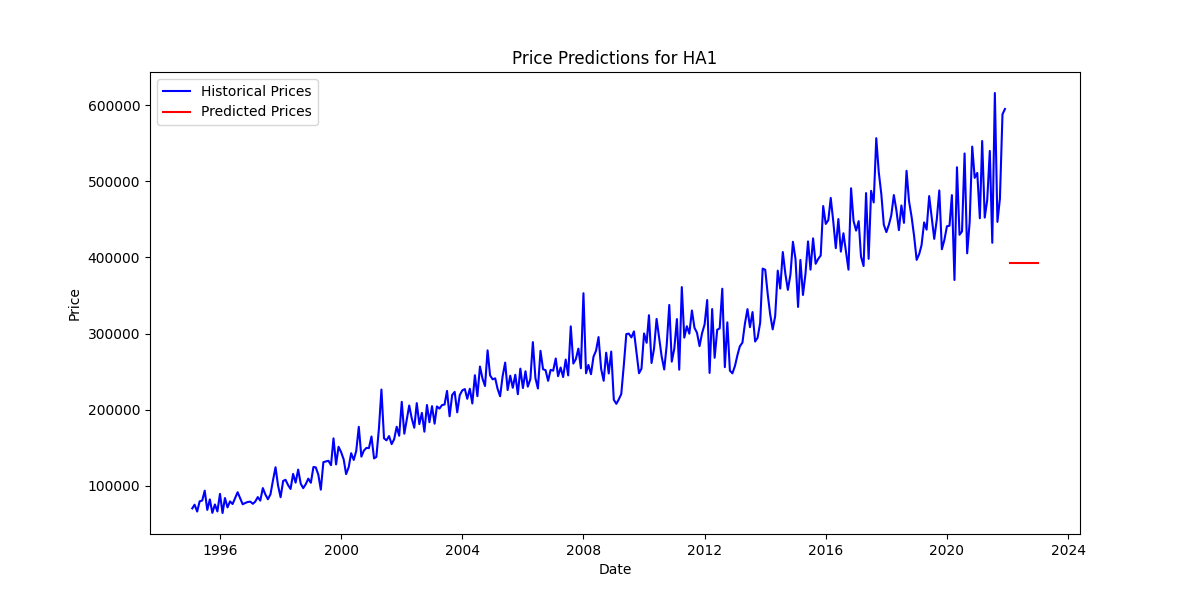 Price Predictions for HA1
Historical Prices
Predicted Prices
600000
500000
400000
300000
200000
100000
Price
1996
2000
2004
2008
2012
2016
2020
2024
Date